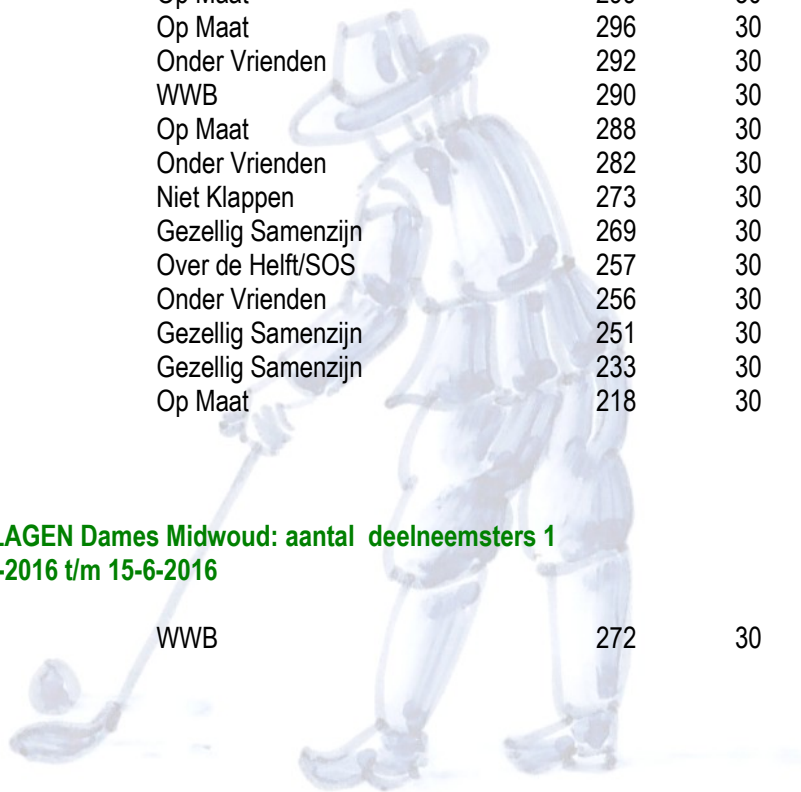 Op Maat 296 30
Onder Vrienden 292 30
WWB 290 30
Op Maat 288 30
Onder Vrienden 282 30
Niet Klappen 273 30
Gezellig Samenzijn 269 30
Over de Helft/SOS 257 30
Onder Vrienden 256 30
Gezellig Samenzijn 251 30
Gezellig Samenzijn 233 30
Op Maat 218 30
LAGEN Dames Midwoud: aantal deelneemsters 1
-2016 t/m 15-6-2016
WWB 272 30